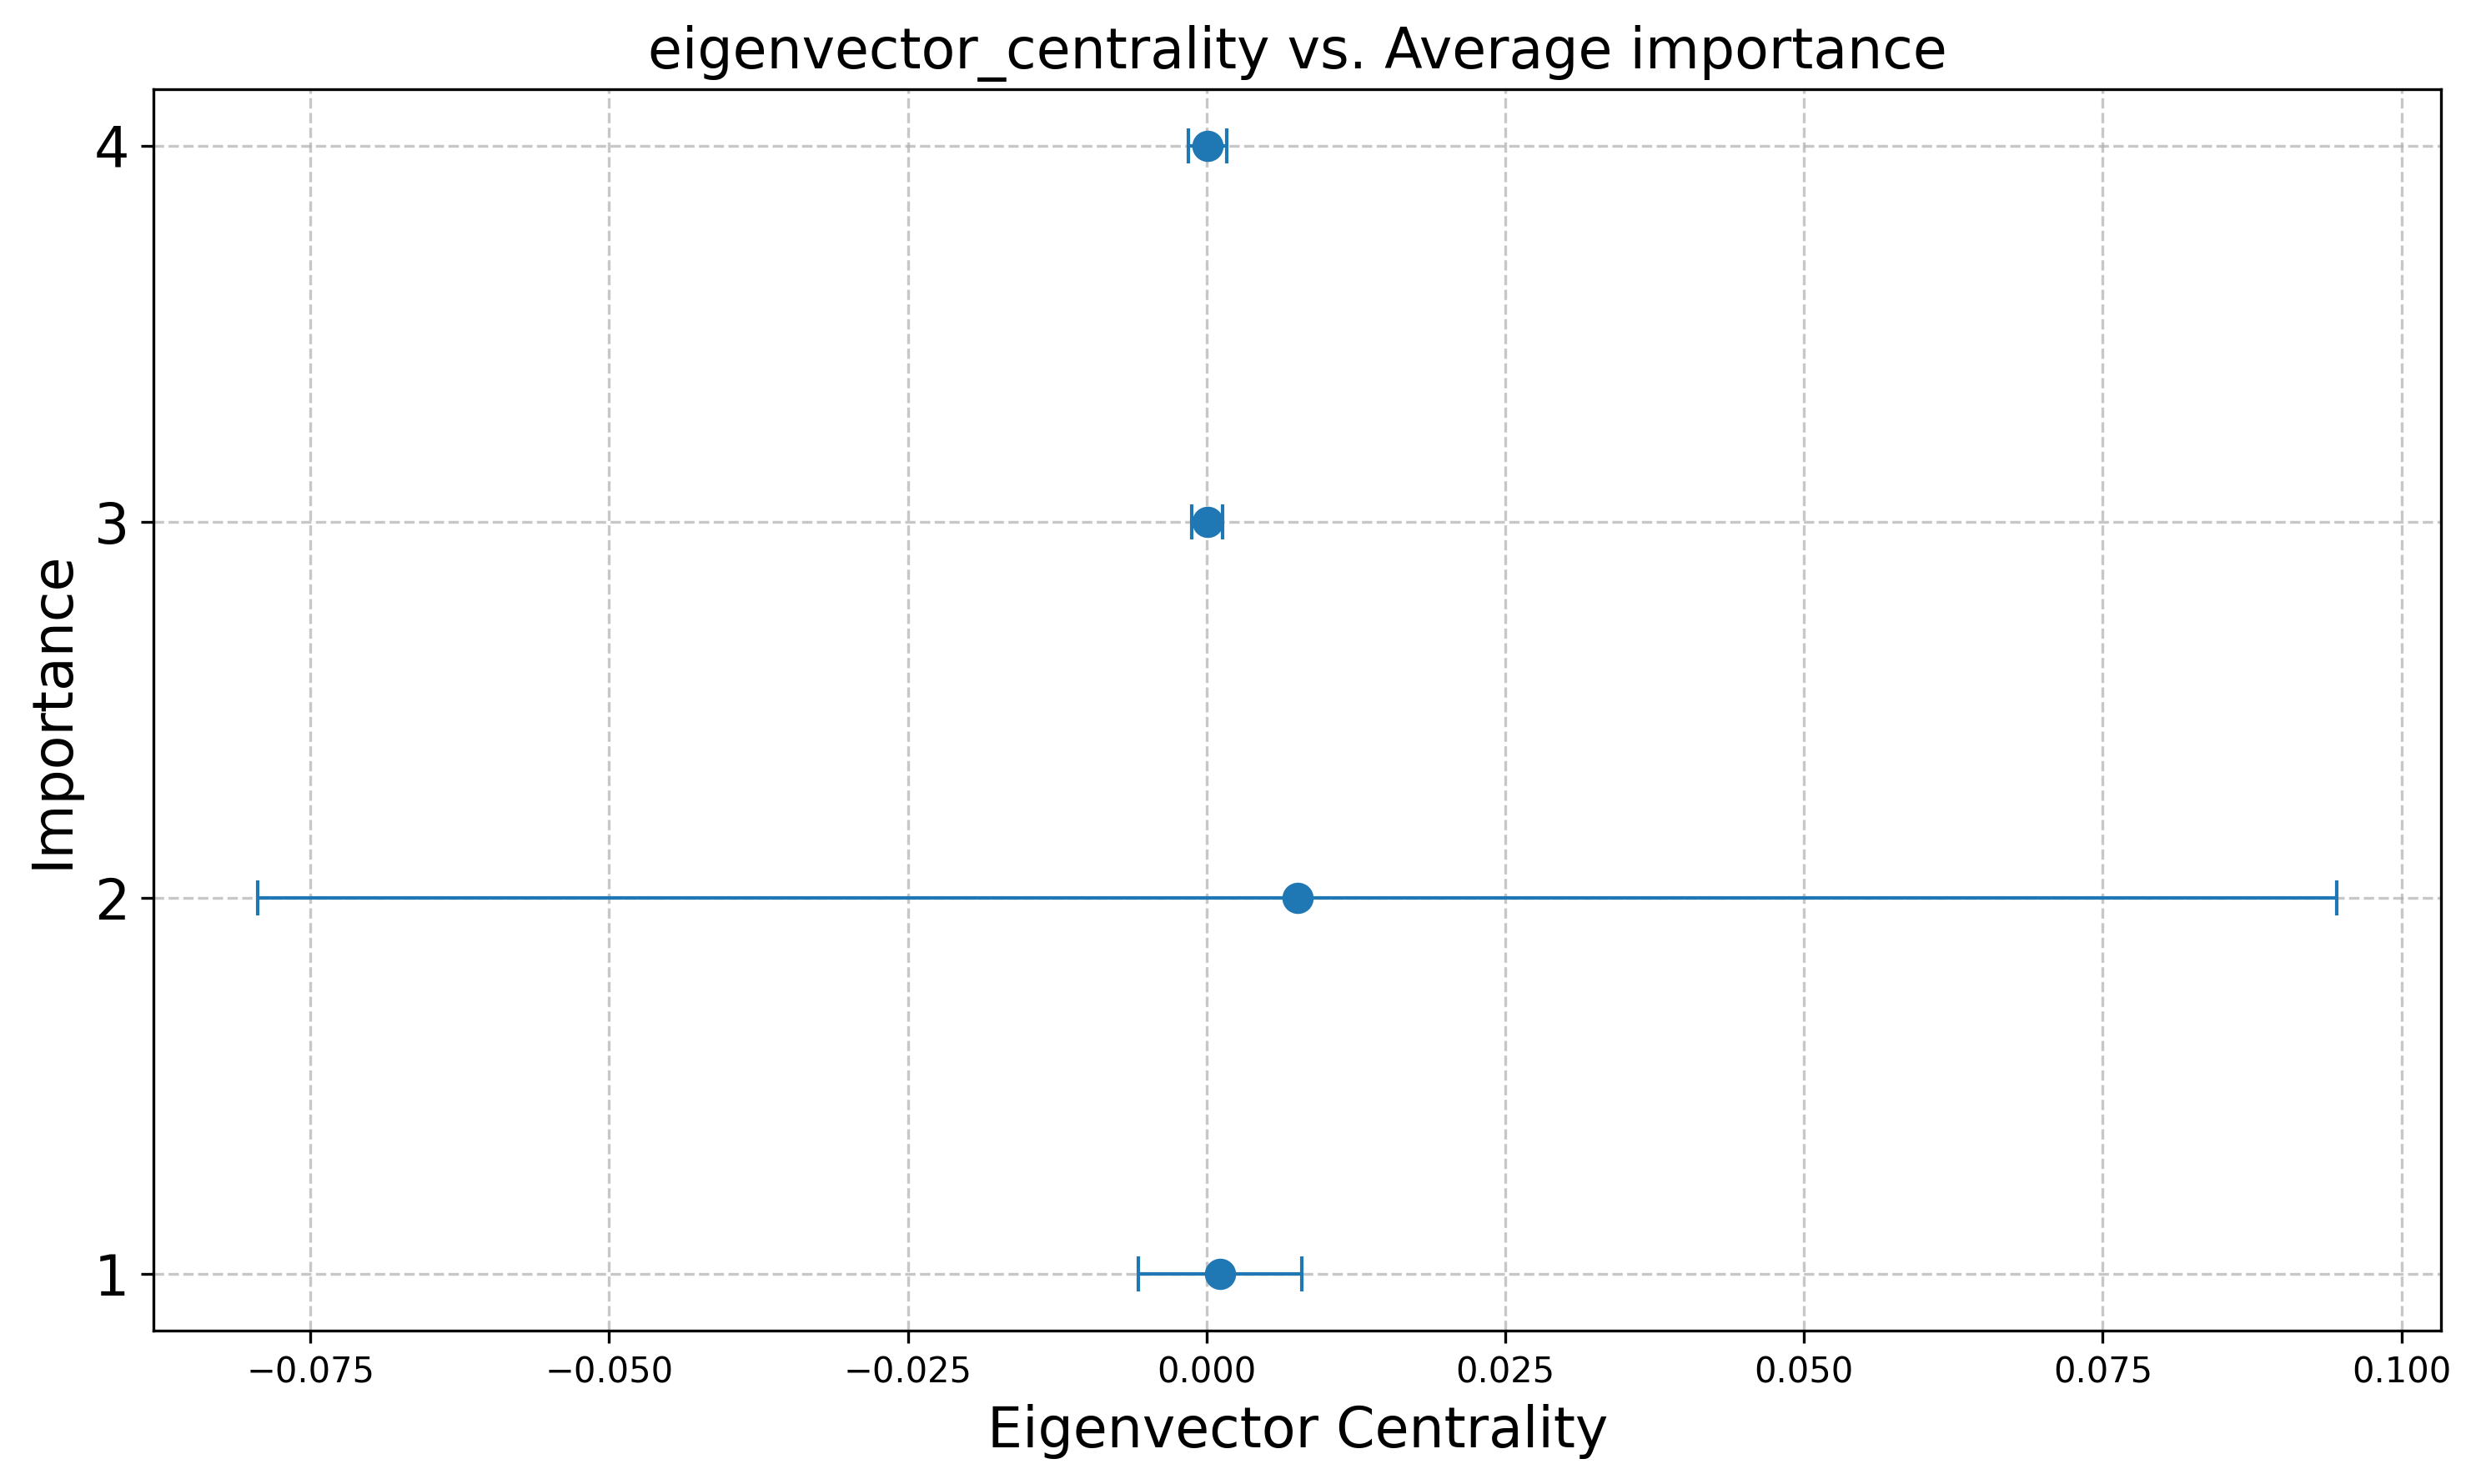 eigenvector_centrality vs. Average importance
4
3
2
1
Importance
−0.075 −0.050 −0.025 0.000 0.025 0.050 0.075 0.100
Eigenvector Centrality